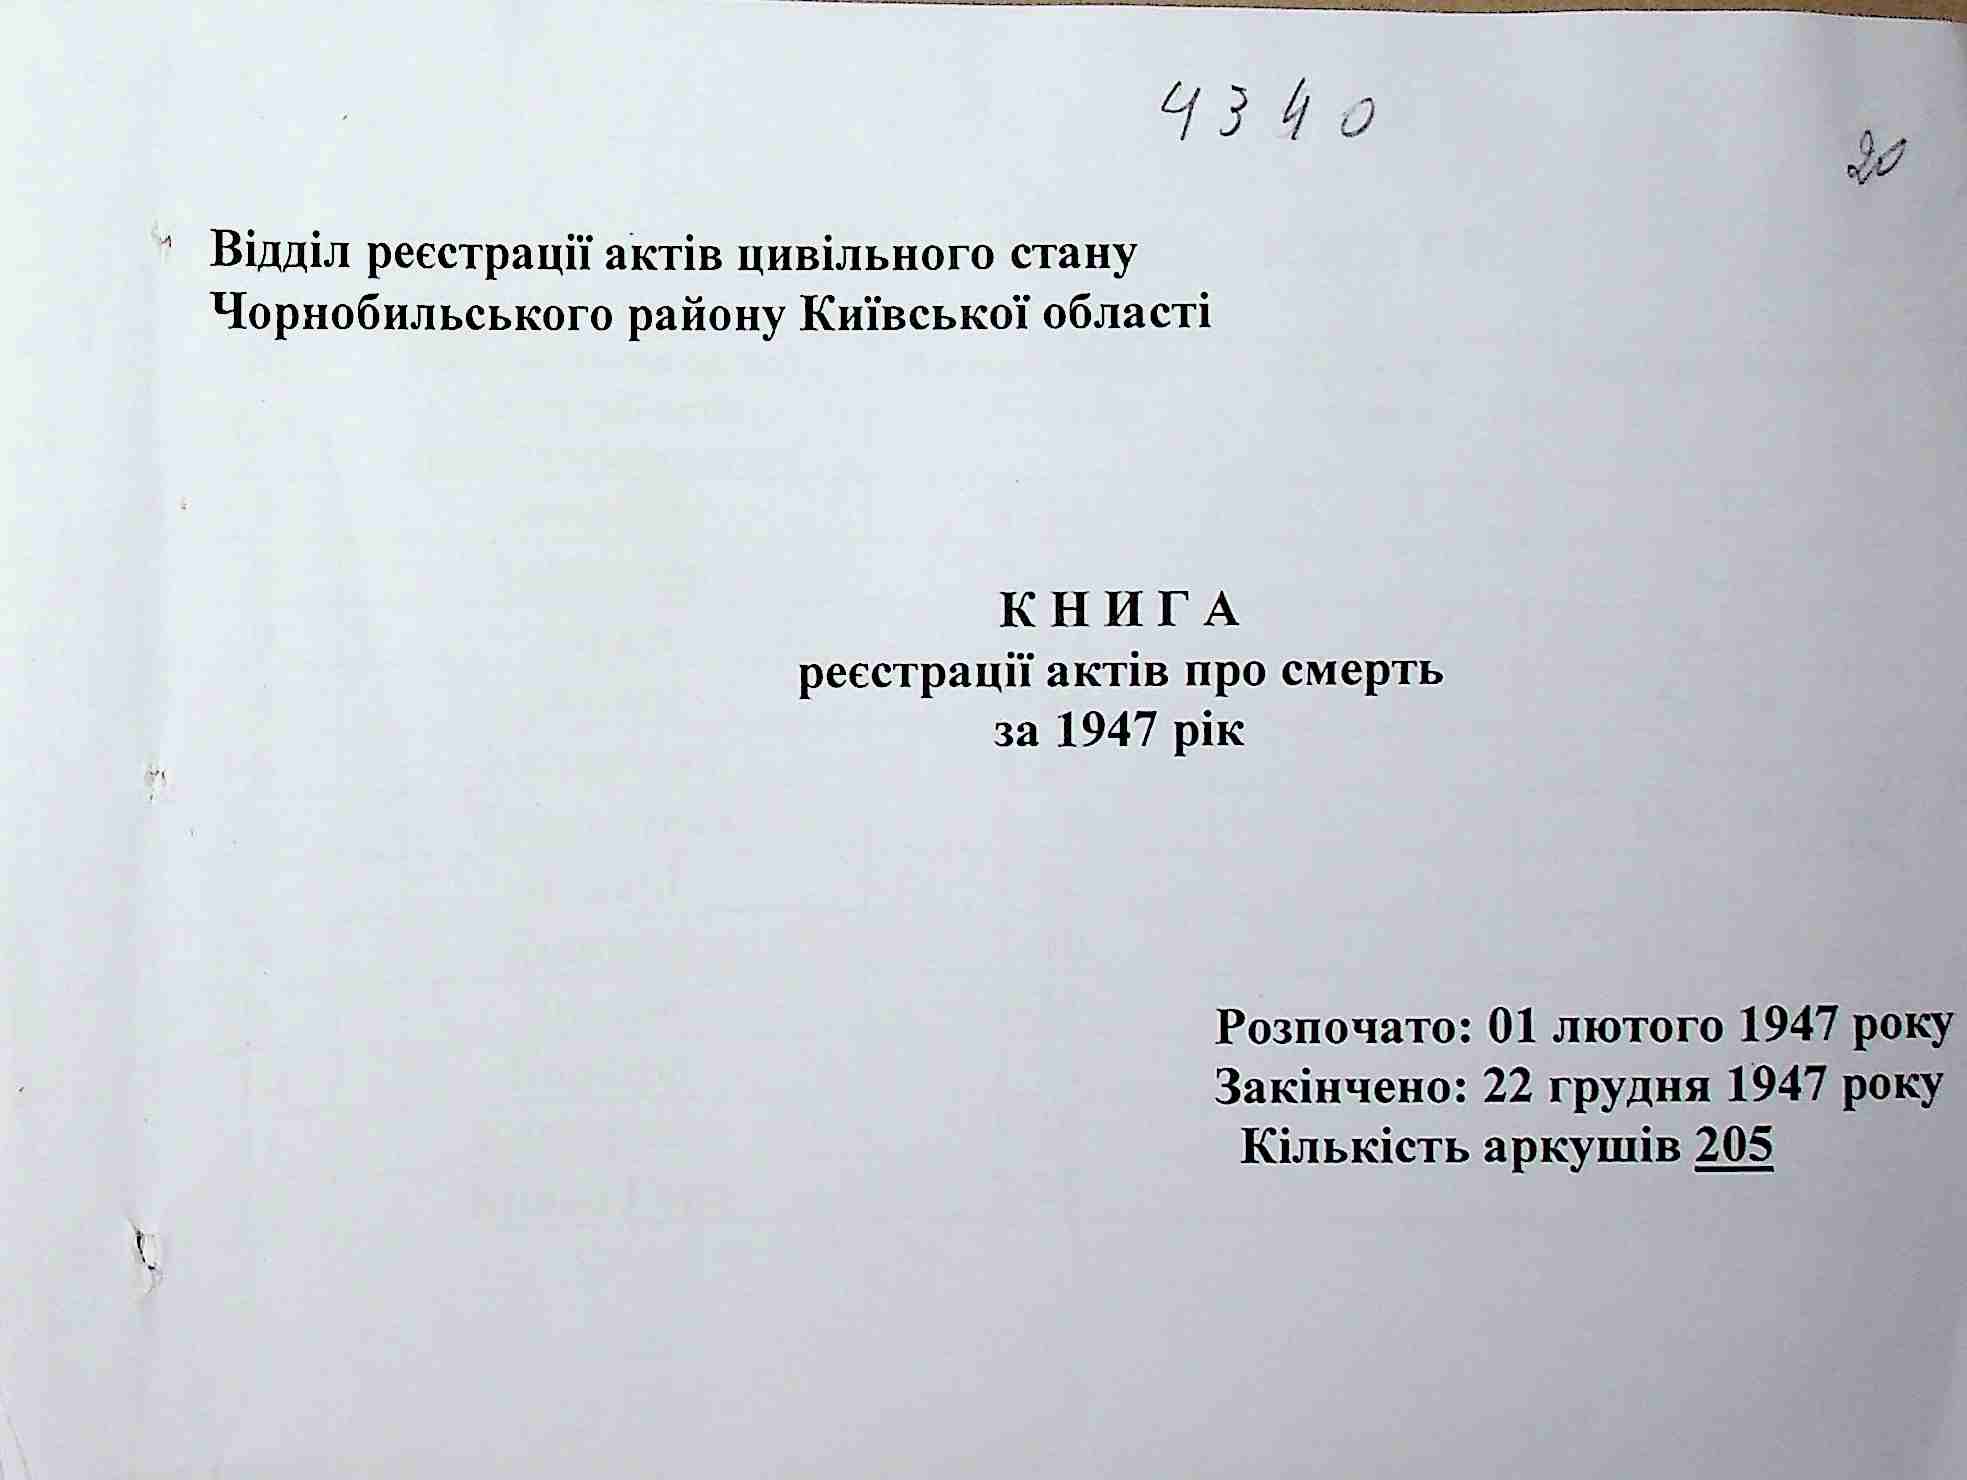 4340
20
Відділ реєстрації актів цивільного стану
Чорнобильського району Київської області
К Н И Г А
реєстрації актів про смерть
за 1947 рік
Розпочато: 01 лютого 1947 року
Закінчено: 22 грудня 1947 року
Кількість аркушів 205